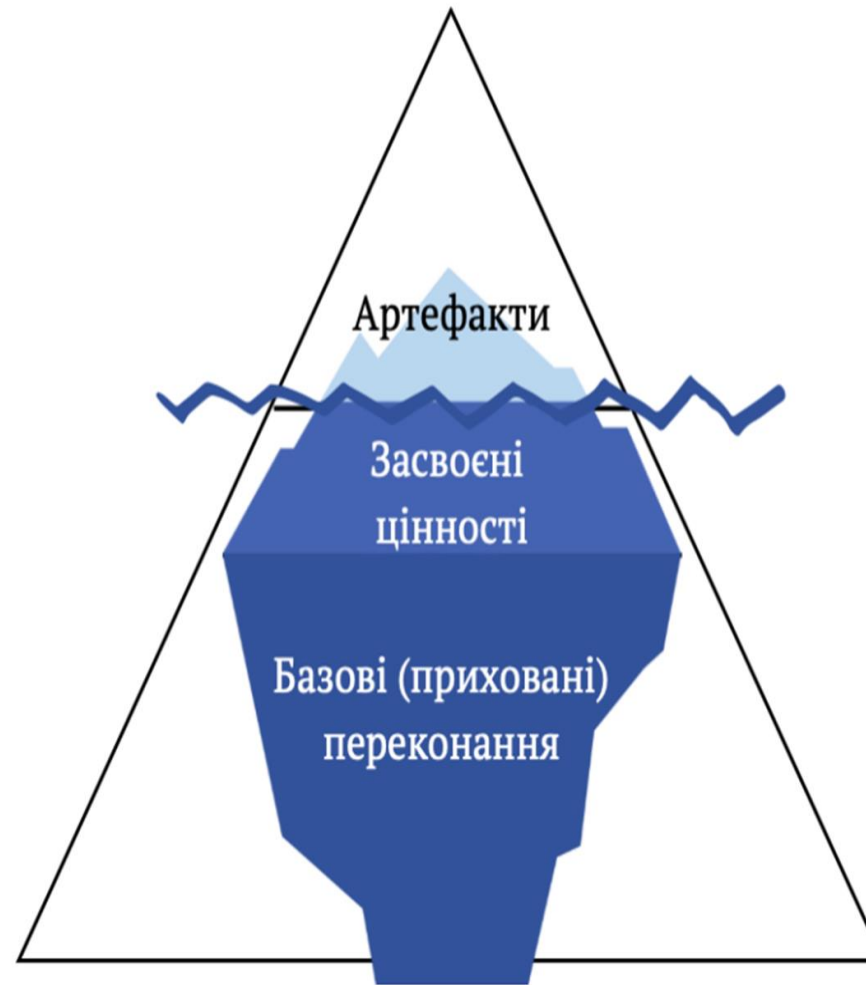 Артефакти
Засвоєні
цінності
Базові (приховані)
переконання